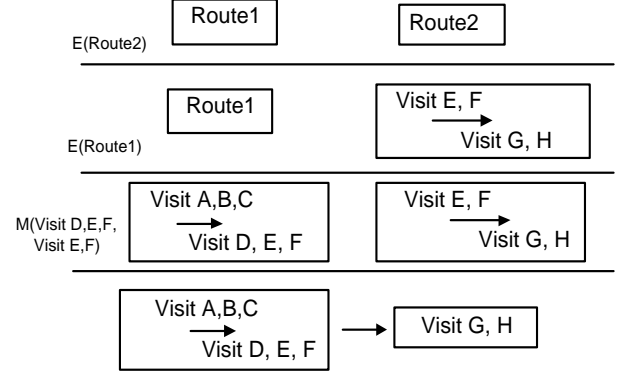 Route1
Route2
E(Route2)
Route1
Visit E, F
Visit G, H
E(Route1)
Visit A,B,C
Visit D, E, F
Visit E, F
Visit G, H
M(Visit D,E,F,
Visit E,F)
Visit A,B,C
Visit D, E, F
Visit G, H